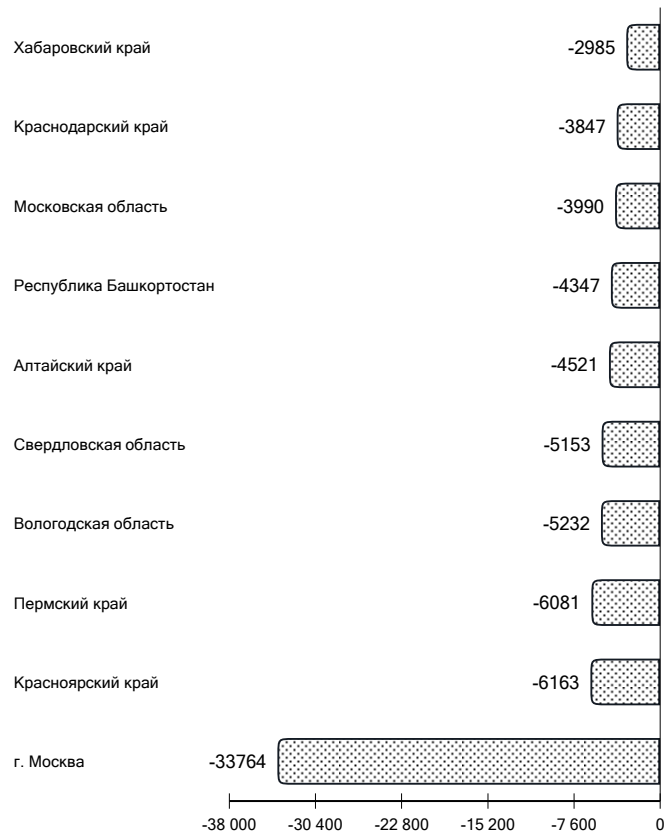 Хабаровский край -2985
Краснодарский край -3847
Московская область -3990
Республика Башкортостан -4347
Алтайский край -4521
Свердловская область -5153
Вологодская область -5232
Пермский край -6081
Красноярский край -6163
г. Москва -33764
-38 000 -30 400 -22 800 -15 200 -7 600 0